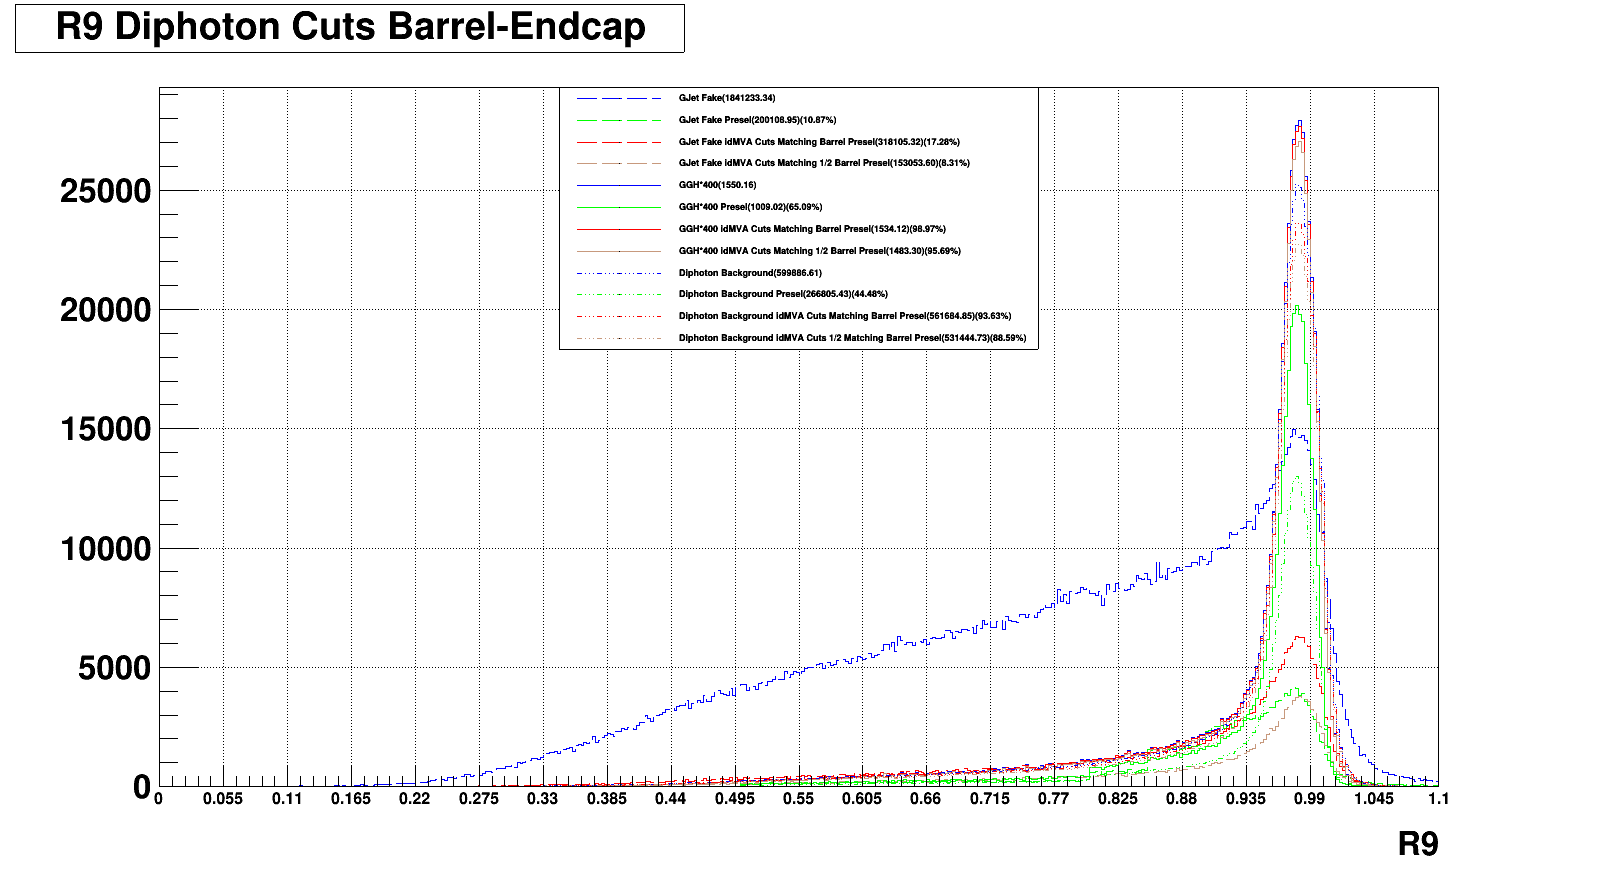 R9 Diphoton Cuts Barrel-Endcap
GJet Fake(1841233.34)
GJet Fake Presel(200108.95)(10.87%)
GJet Fake idMVA Cuts Matching Barrel Presel(318105.32)(17.28%)
GJet Fake idMVA Cuts Matching 1/2 Barrel Presel(153053.60)(8.31%)
GGH*400(1550.16)
GGH*400 Presel(1009.02)(65.09%)
GGH*400 idMVA Cuts Matching Barrel Presel(1534.12)(98.97%)
GGH*400 idMVA Cuts Matching 1/2 Barrel Presel(1483.30)(95.69%)
Diphoton Background(599886.61)
Diphoton Background Presel(266805.43)(44.48%)
Diphoton Background idMVA Cuts Matching Barrel Presel(561684.85)(93.63%)
Diphoton Background idMVA Cuts 1/2 Matching Barrel Presel(531444.73)(88.59%)
25000
20000
15000
10000
5000
0
0 0.055 0.11 0.165 0.22 0.275 0.33 0.385 0.44 0.495 0.55 0.605 0.66 0.715 0.77 0.825 0.88 0.935 0.99 1.045 1.1
R9